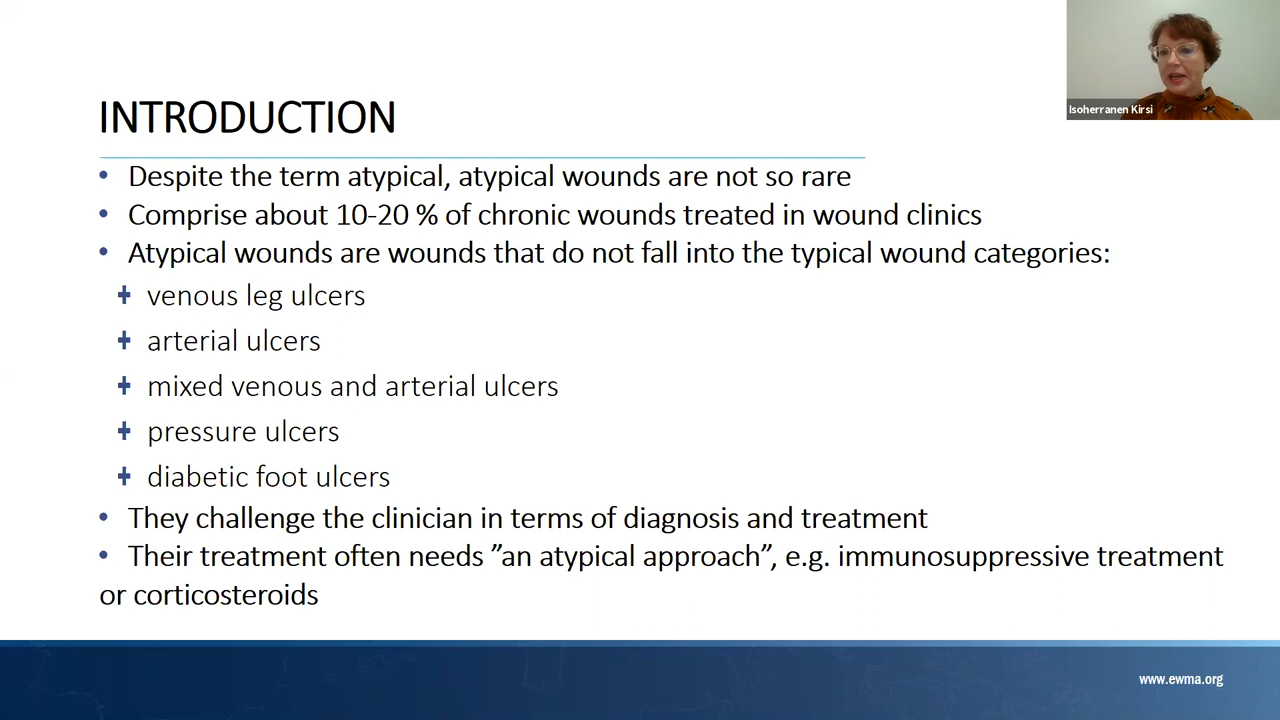 Isoherranen Kirsi
INTRODUCTION
• Despite the term atypical, atypical wounds are not so rare
• Comprise about 10-20 % of chronic wounds treated in wound clinics
• Atypical wounds are wounds that do not fall into the typical wound categories:
+ venous leg ulcers
+ arterial ulcers
+ mixed venous and arterial ulcers
+ pressure ulcers
+ diabetic foot ulcers
• They challenge the clinician in terms of diagnosis and treatment
• Their treatment often needs ”an atypical approach”, e.g. immunosuppressive treatment
or corticosteroids
www.ewma.org